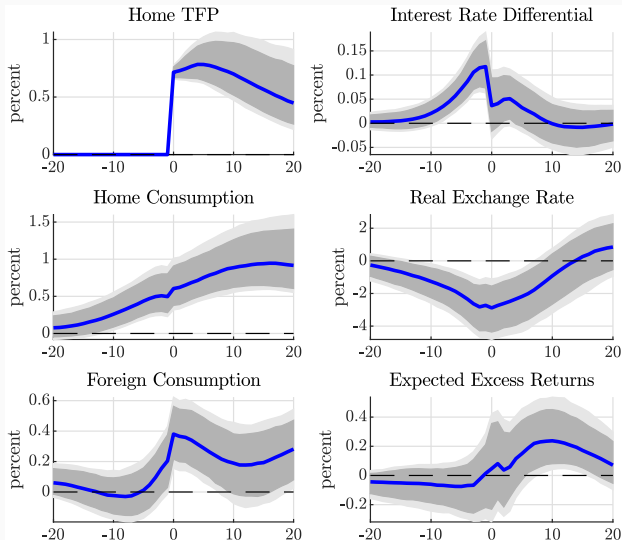 Home TFP
percent
1
0.5
0
-20 -10 0 10 20
Interest Rate Differential
percent
0.15
0.1
0.05
0
-0.05
-20 -10 0 10 20
Home Consumption
percent
1.5
1
0.5
0
-20 -10 0 10 20
Real Exchange Rate
percent
2
0
-2
-4
-20 -10 0 10 20
Foreign Consumption
percent
0.6
0.4
0.2
0
-20 -10 0 10 20
Expected Excess Returns
percent
0.4
0.2
0
-0.2
-20 -10 0 10 20